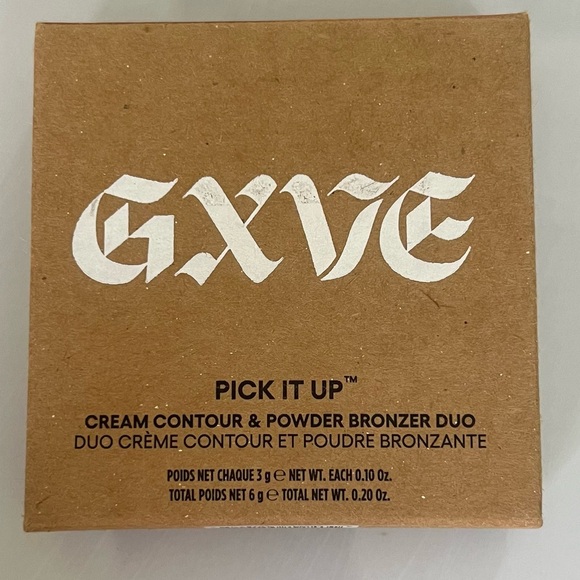 GXVE
PICK IT UP™
CREAM CONTOUR & POWDER BRONZER DUO
DUO CRÈME CONTOUR ET POUDRE BRONZANTE
POIDS NET CHAQUE 3 g ℮ NET WT. EACH 0.10 Oz.
TOTAL POIDS NET 6 g ℮ TOTAL NET WT. 0.20 Oz.